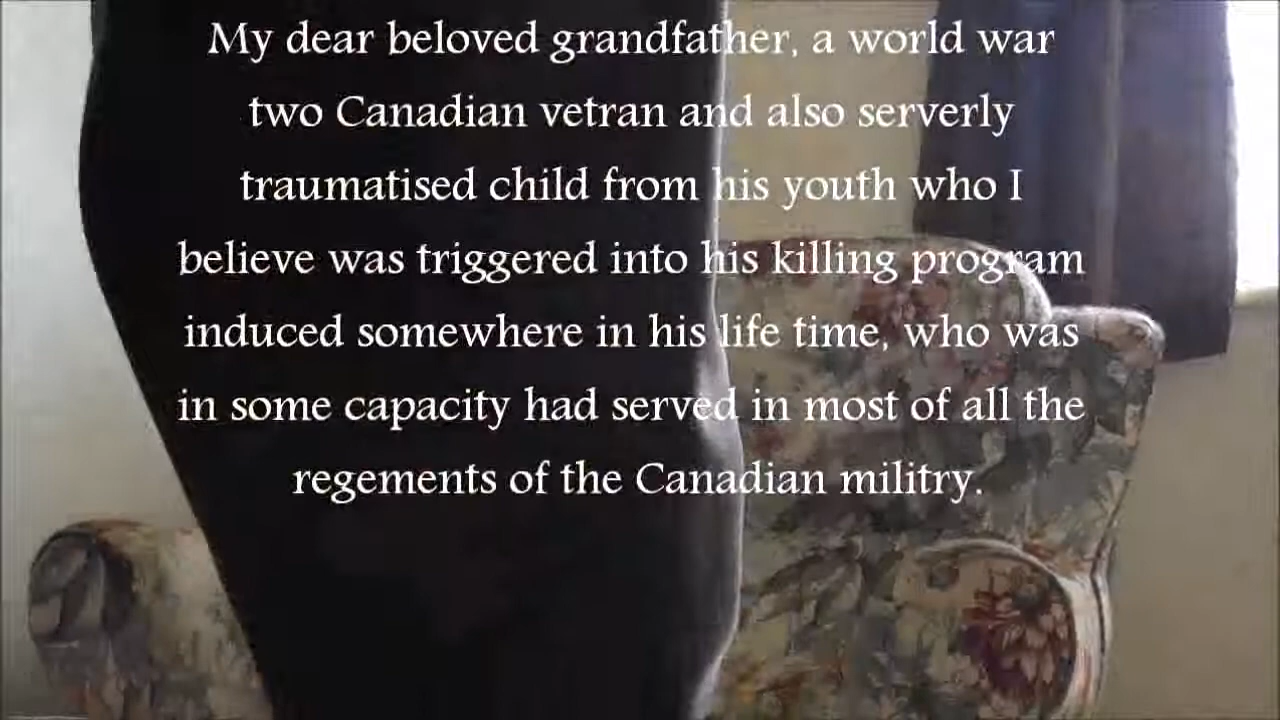 My dear beloved grandfather, a world war
two Canadian vetran and also serverly
traumatised child from his youth who I
believe was triggered into his killing program
induced somewhere in his life time, who was
in some capacity had served in most of all the
regements of the Canadian militry.